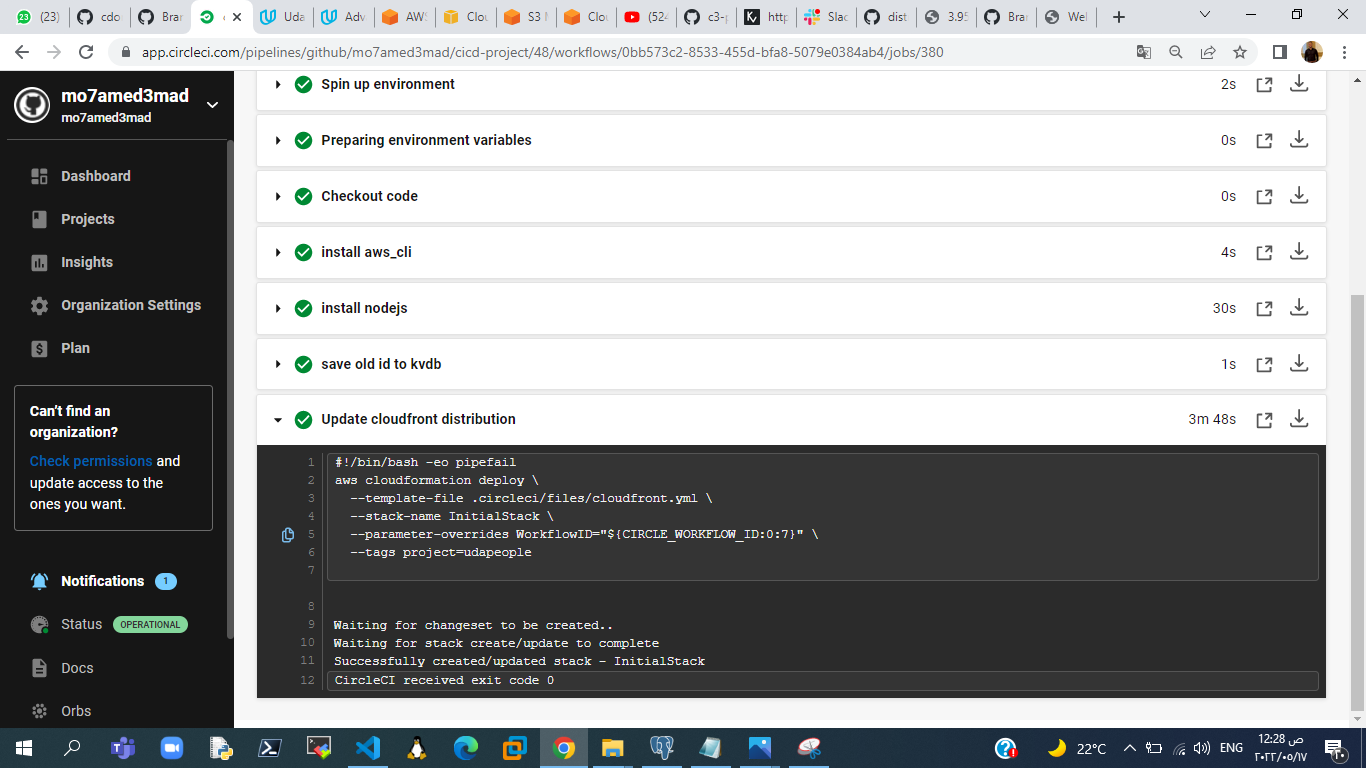 (23)
cdo
Bran
c
Uda
Adv
AWS
Clou
S3 M
Clou
(524
c3-p
http
Slac
dist
3.95
Bran
Wel
app.circleci.com/pipelines/github/mo7amed3mad/cicd-project/48/workflows/0bb573c2-8533-455d-bfa8-5079e0384ab4/jobs/380
mo7amed3mad
mo7amed3mad
Dashboard
Projects
Insights
Organization Settings
Plan
Can't find an
organization?
Check permissions and
update access to the
ones you want.
Notifications 1
Status OPERATIONAL
Docs
Orbs
Spin up environment 2s
Preparing environment variables 0s
Checkout code 0s
install aws_cli 4s
install nodejs 30s
save old id to kvdb 1s
Update cloudfront distribution 3m 48s
1 #!/bin/bash -eo pipefail
2 aws cloudformation deploy \
3 --template-file .circleci/files/cloudfront.yml \
4 --stack-name InitialStack \
5 --parameter-overrides WorkflowID="${CIRCLE_WORKFLOW_ID:0:7}" \
6 --tags project=udapeople
7
8
9 Waiting for changeset to be created..
10 Waiting for stack create/update to complete
11 Successfully created/updated stack - InitialStack
12 CircleCI received exit code 0
22°C
ENG
12:28 ص
٢٠٢٢/٠٥/١٧